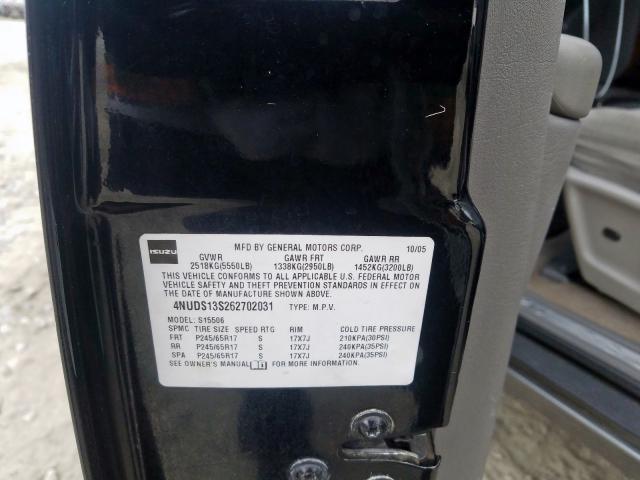 ISUZU
MFD BY GENERAL MOTORS CORP. 10/05
GVWR GAWR FRT GAWR RR
2518KG(5550LB) 1338KG(2950LB) 1452KG(3200LB)
THIS VEHICLE CONFORMS TO ALL APPLICABLE U.S. FEDERAL MOTOR
VEHICLE SAFETY AND THEFT PREVENTION STANDARDS IN EFFECT ON
THE DATE OF MANUFACTURE SHOWN ABOVE.
4NUDS13S262702031 TYPE: M.P.V.
MODEL: S15506
SPMC TIRE SIZE SPEED RTG RIM COLD TIRE PRESSURE
FRT P245/65R17 S 17X7J 210KPA(30PSI)
RR P245/65R17 S 17X7J 240KPA(35PSI)
SPA P245/65R17 S 17X7J 240KPA(35PSI)
SEE OWNER'S MANUAL FOR MORE INFORMATION.